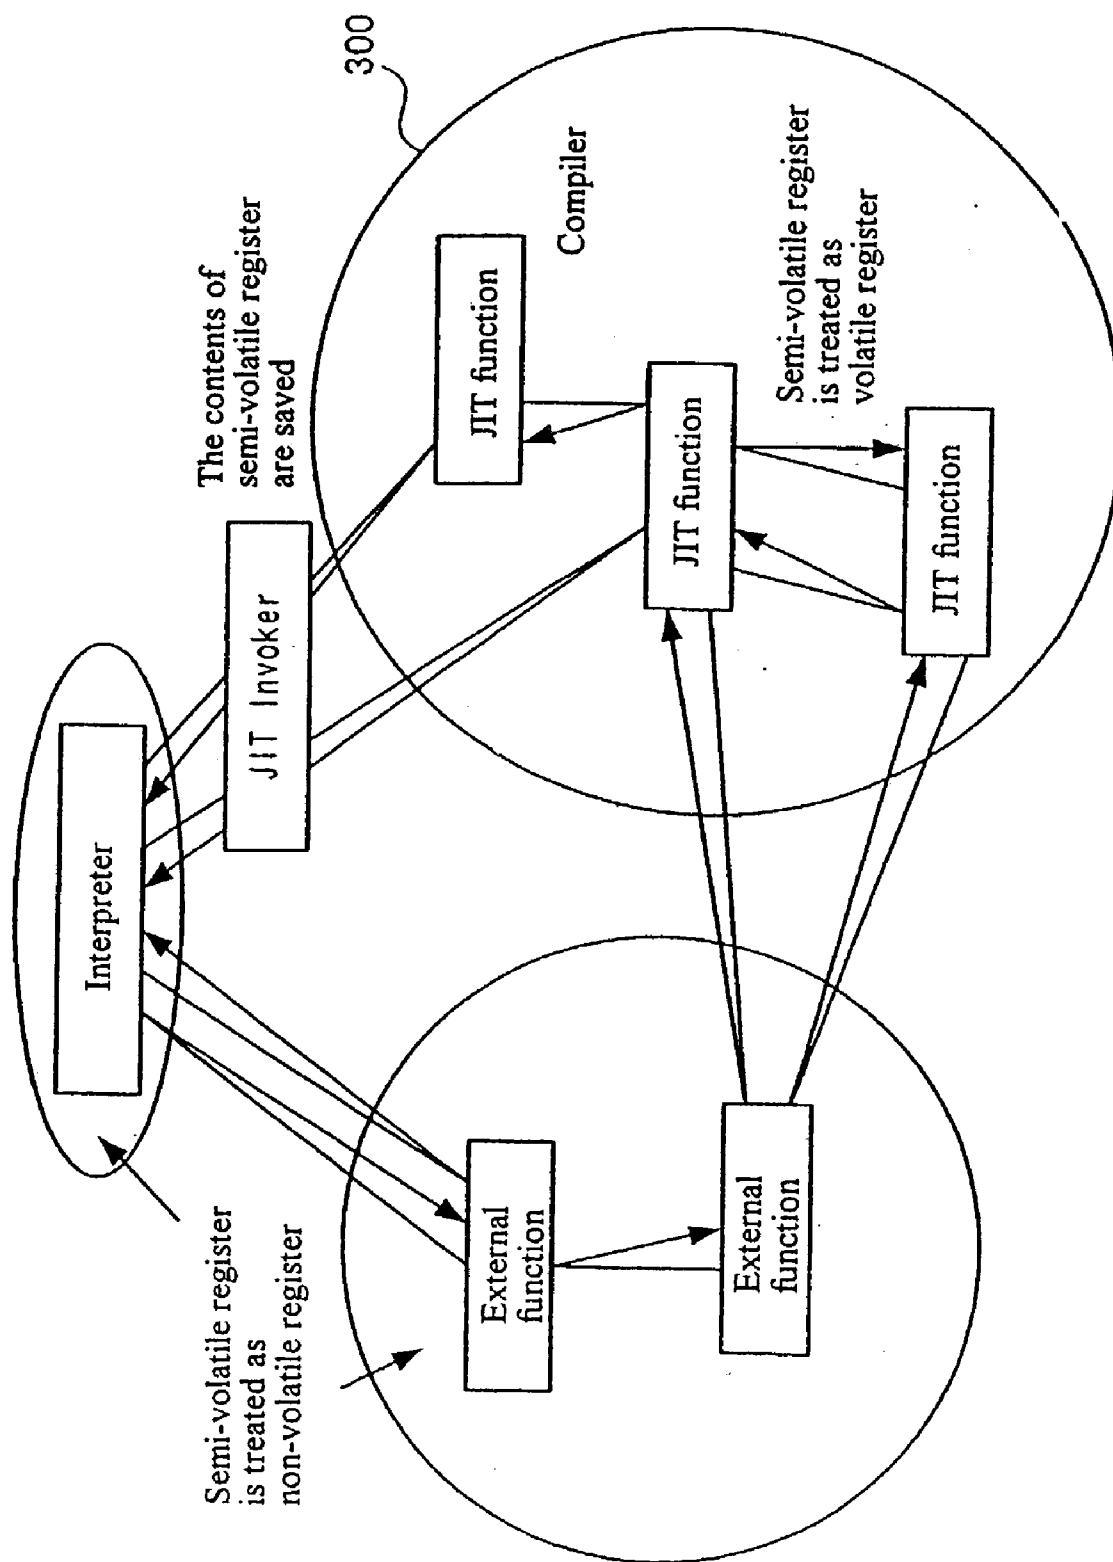 300
The contents of
semi-volatile register
are saved
Compiler
JIT function
JIT Invoker
Interpreter
JIT function
Semi-volatile register
is treated as
volatile register
JIT function
Semi-volatile register
is treated as
non-volatile register
External
function
External
function